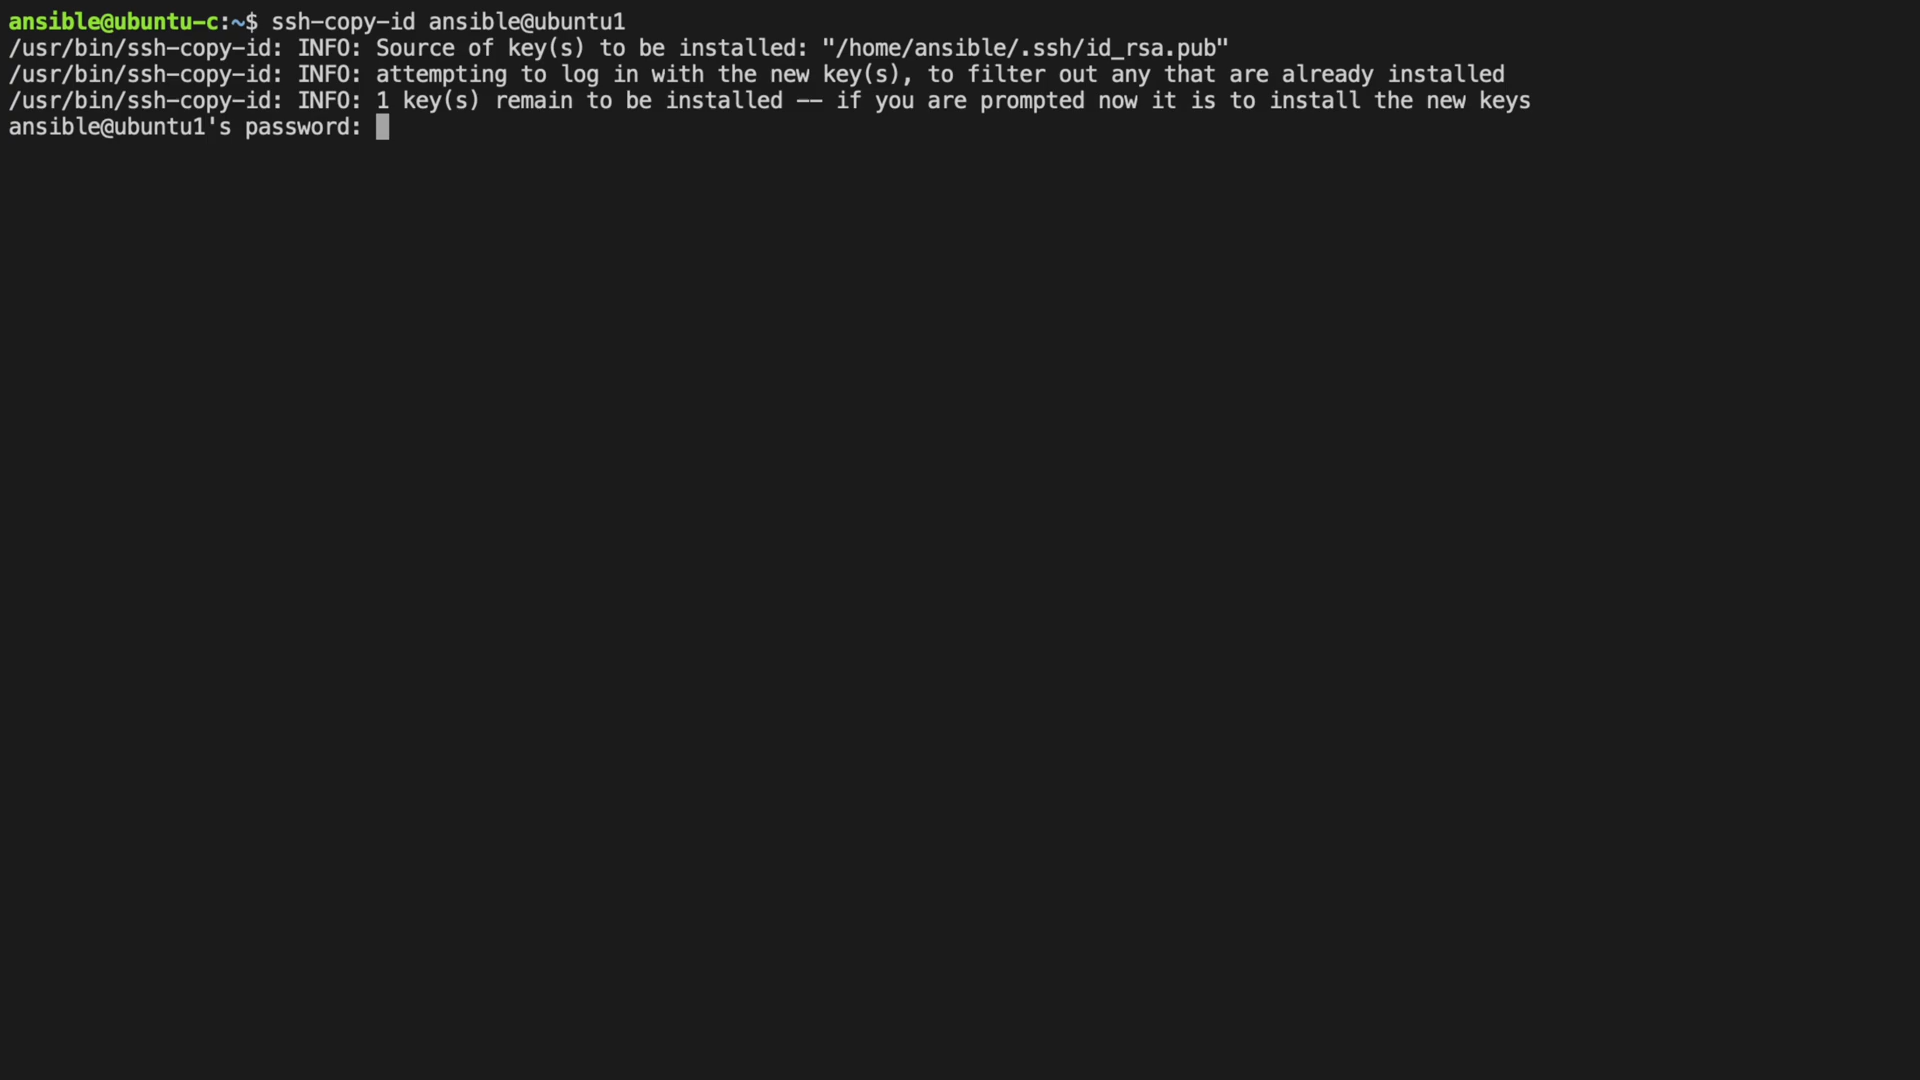 ansible@ubuntu-c:~$ ssh-copy-id ansible@ubuntu1
/usr/bin/ssh-copy-id: INFO: Source of key(s) to be installed: "/home/ansible/.ssh/id_rsa.pub"
/usr/bin/ssh-copy-id: INFO: attempting to log in with the new key(s), to filter out any that are already installed
/usr/bin/ssh-copy-id: INFO: 1 key(s) remain to be installed -- if you are prompted now it is to install the new keys
ansible@ubuntu1's password: